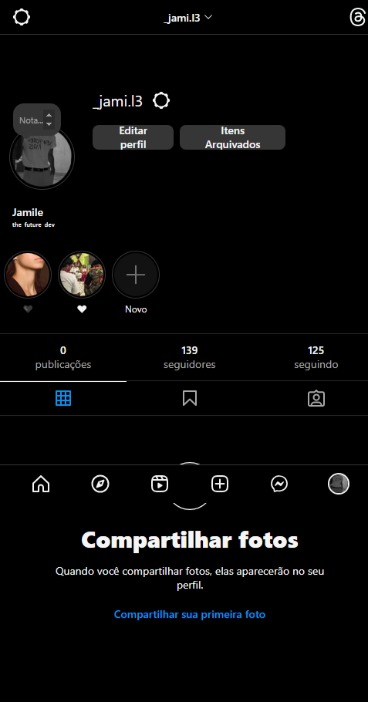 _jami.l3
_jami.l3
Nota...
Editar
perfil
Itens
Arquivados
Jamile
the future dev
Novo
0
publicações
139
seguidores
125
seguindo
Compartilhar fotos
Quando você compartilhar fotos, elas aparecerão no seu
perfil.
Compartilhar sua primeira foto